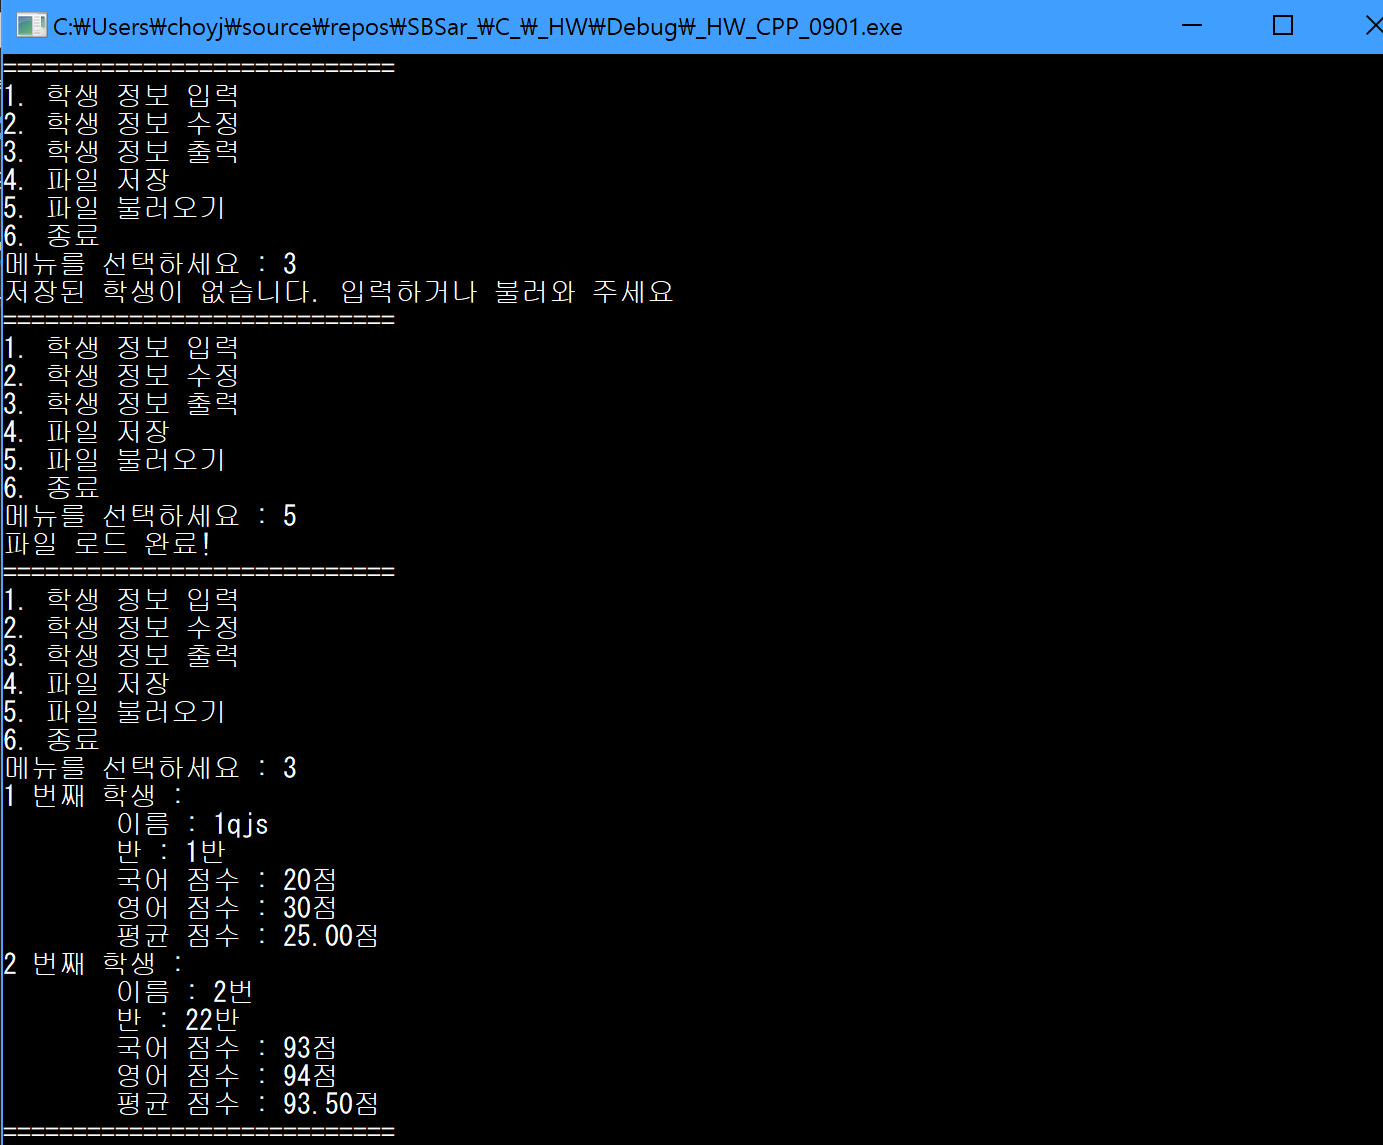 C:₩Users₩choyj₩source₩repos₩SBSar_₩C_₩_HW₩Debug₩_HW_CPP_0901.exe
============================
1. 학생 정보 입력
2. 학생 정보 수정
3. 학생 정보 출력
4. 파일 저장
5. 파일 불러오기
6. 종료
메뉴를 선택하세요 : 3
저장된 학생이 없습니다. 입력하거나 불러와 주세요
============================
1. 학생 정보 입력
2. 학생 정보 수정
3. 학생 정보 출력
4. 파일 저장
5. 파일 불러오기
6. 종료
메뉴를 선택하세요 : 5
파일 로드 완료!
============================
1. 학생 정보 입력
2. 학생 정보 수정
3. 학생 정보 출력
4. 파일 저장
5. 파일 불러오기
6. 종료
메뉴를 선택하세요 : 3
1 번째 학생 :
이름 : 1qjs
반 : 1반
국어 점수 : 20점
영어 점수 : 30점
평균 점수 : 25.00점
2 번째 학생 :
이름 : 2번
반 : 22반
국어 점수 : 93점
영어 점수 : 94점
평균 점수 : 93.50점
============================